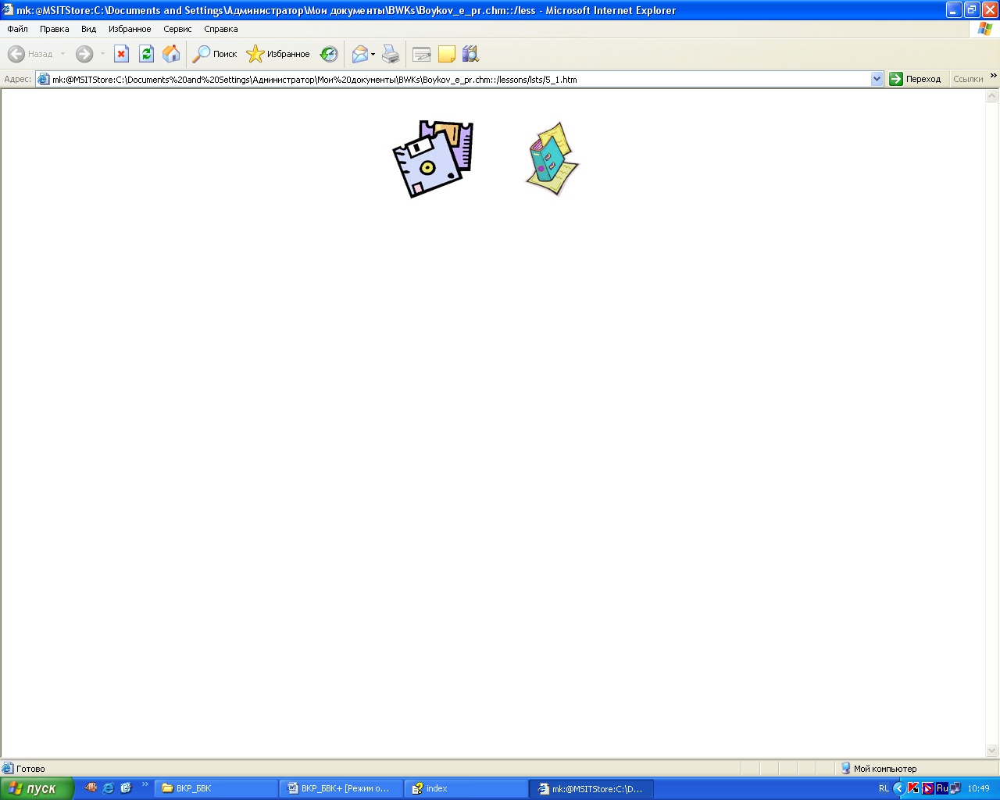 mk:@MSITStore:C:\Documents and Settings\Администратор\Мои документы\BWKs\Boykov_e_pr.chm::/less - Microsoft Internet Explorer
Файл Правка Вид Избранное Сервис Справка
Назад Поиск Избранное
Адрес: mk:@MSITStore:C:\Documents%20and%20Settings\Администратор\Мои%20документы\BWKs\Boykov_e_pr.chm::/lessons/lsts/5_1.htm Переход Ссылки »
Готово Мой компьютер
пуск » ВКР_БВК ВКР_БВК+ [Режим о... index mk:@MSITStore:C:\D... RL Ru 10:49